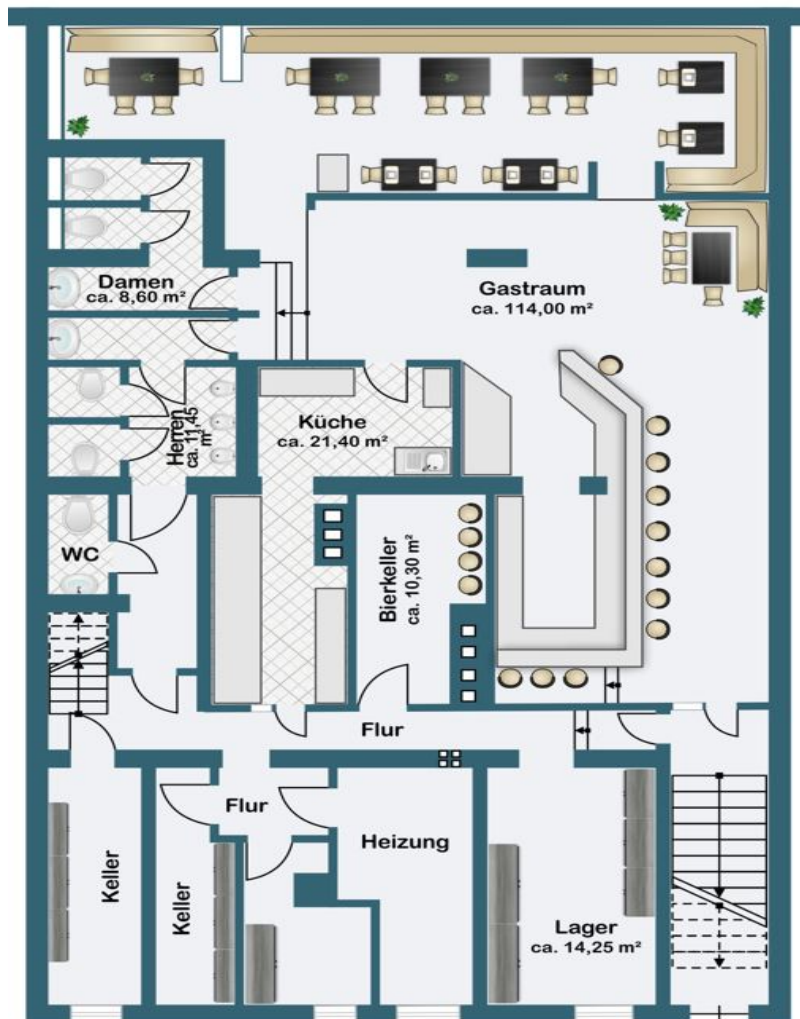 Damen
ca. 8,60 m²
Gastraum
ca. 114,00 m²
Herren
ca. 11,45
m²
Küche
ca. 21,40 m²
WC
Bierkeller
ca. 10,30 m²
Flur
Flur
Heizung
Keller
Keller
Lager
ca. 14,25 m²